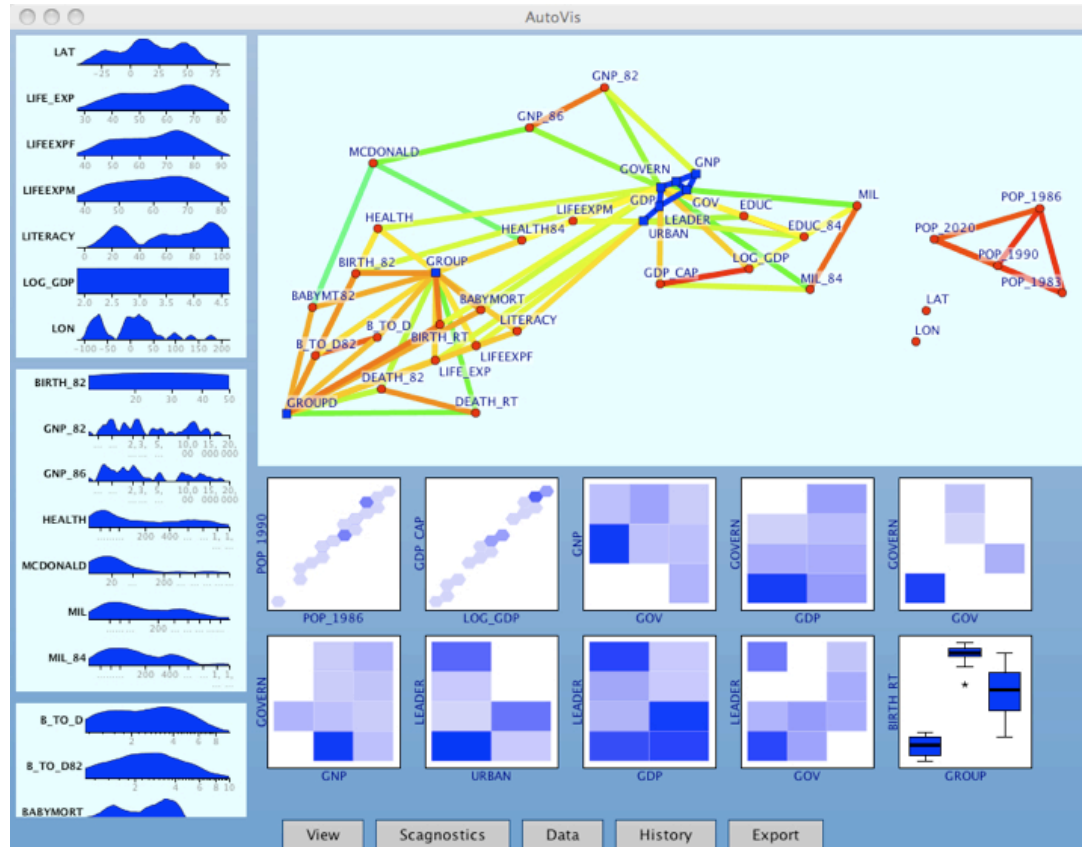 AutoVis
LAT
-25 0 25 50 75
LIFE_EXP
30 40 50 60 70 80
LIFEEXPF
40 50 60 70 80 90
LIFEEXPM
40 50 60 70 80
LITERACY
0 20 40 60 80 100
LOG_GDP
2.0 2.5 3.0 3.5 4.0 4.5
LON
-100 -50 0 50 100 150 200
BIRTH_82
20 30 40 50
GNP_82
GNP_86
HEALTH
200 400
MCDONALD
20
MIL
200
MIL_84
200 400
B_TO_D
2 4 6 8
B_TO_D82
2 4 6 8 10
BABYMORT
GNP_82
GNP_86
MCDONALD
GOVERN
GNP
GDP
GOV
LIFEEXPM
LEADER
EDUC
MIL
HEALTH
URBAN
EDUC_84
HEALTH84
BIRTH_82
GROUP
LOG_GDP
GDP_CAP
MIL_84
BABYMT82
BABYMORT
B_TO_D
BIRTH_RT
LITERACY
B_TO_D82
LIFEEXPF
LIFE_EXP
DEATH_82
GROUPD
DEATH_RT
POP_1986
POP_2020
POP_1990
POP_1983
LAT
LON
POP_1990
POP_1986
GDP_CAP
LOG_GDP
GNP
GOV
GOVERN
GDP
GOVERN
GOV
GOVERN
GNP
LEADER
URBAN
LEADER
GDP
LEADER
GOV
BIRTH_RT
GROUP
View Scagnostics Data History Export